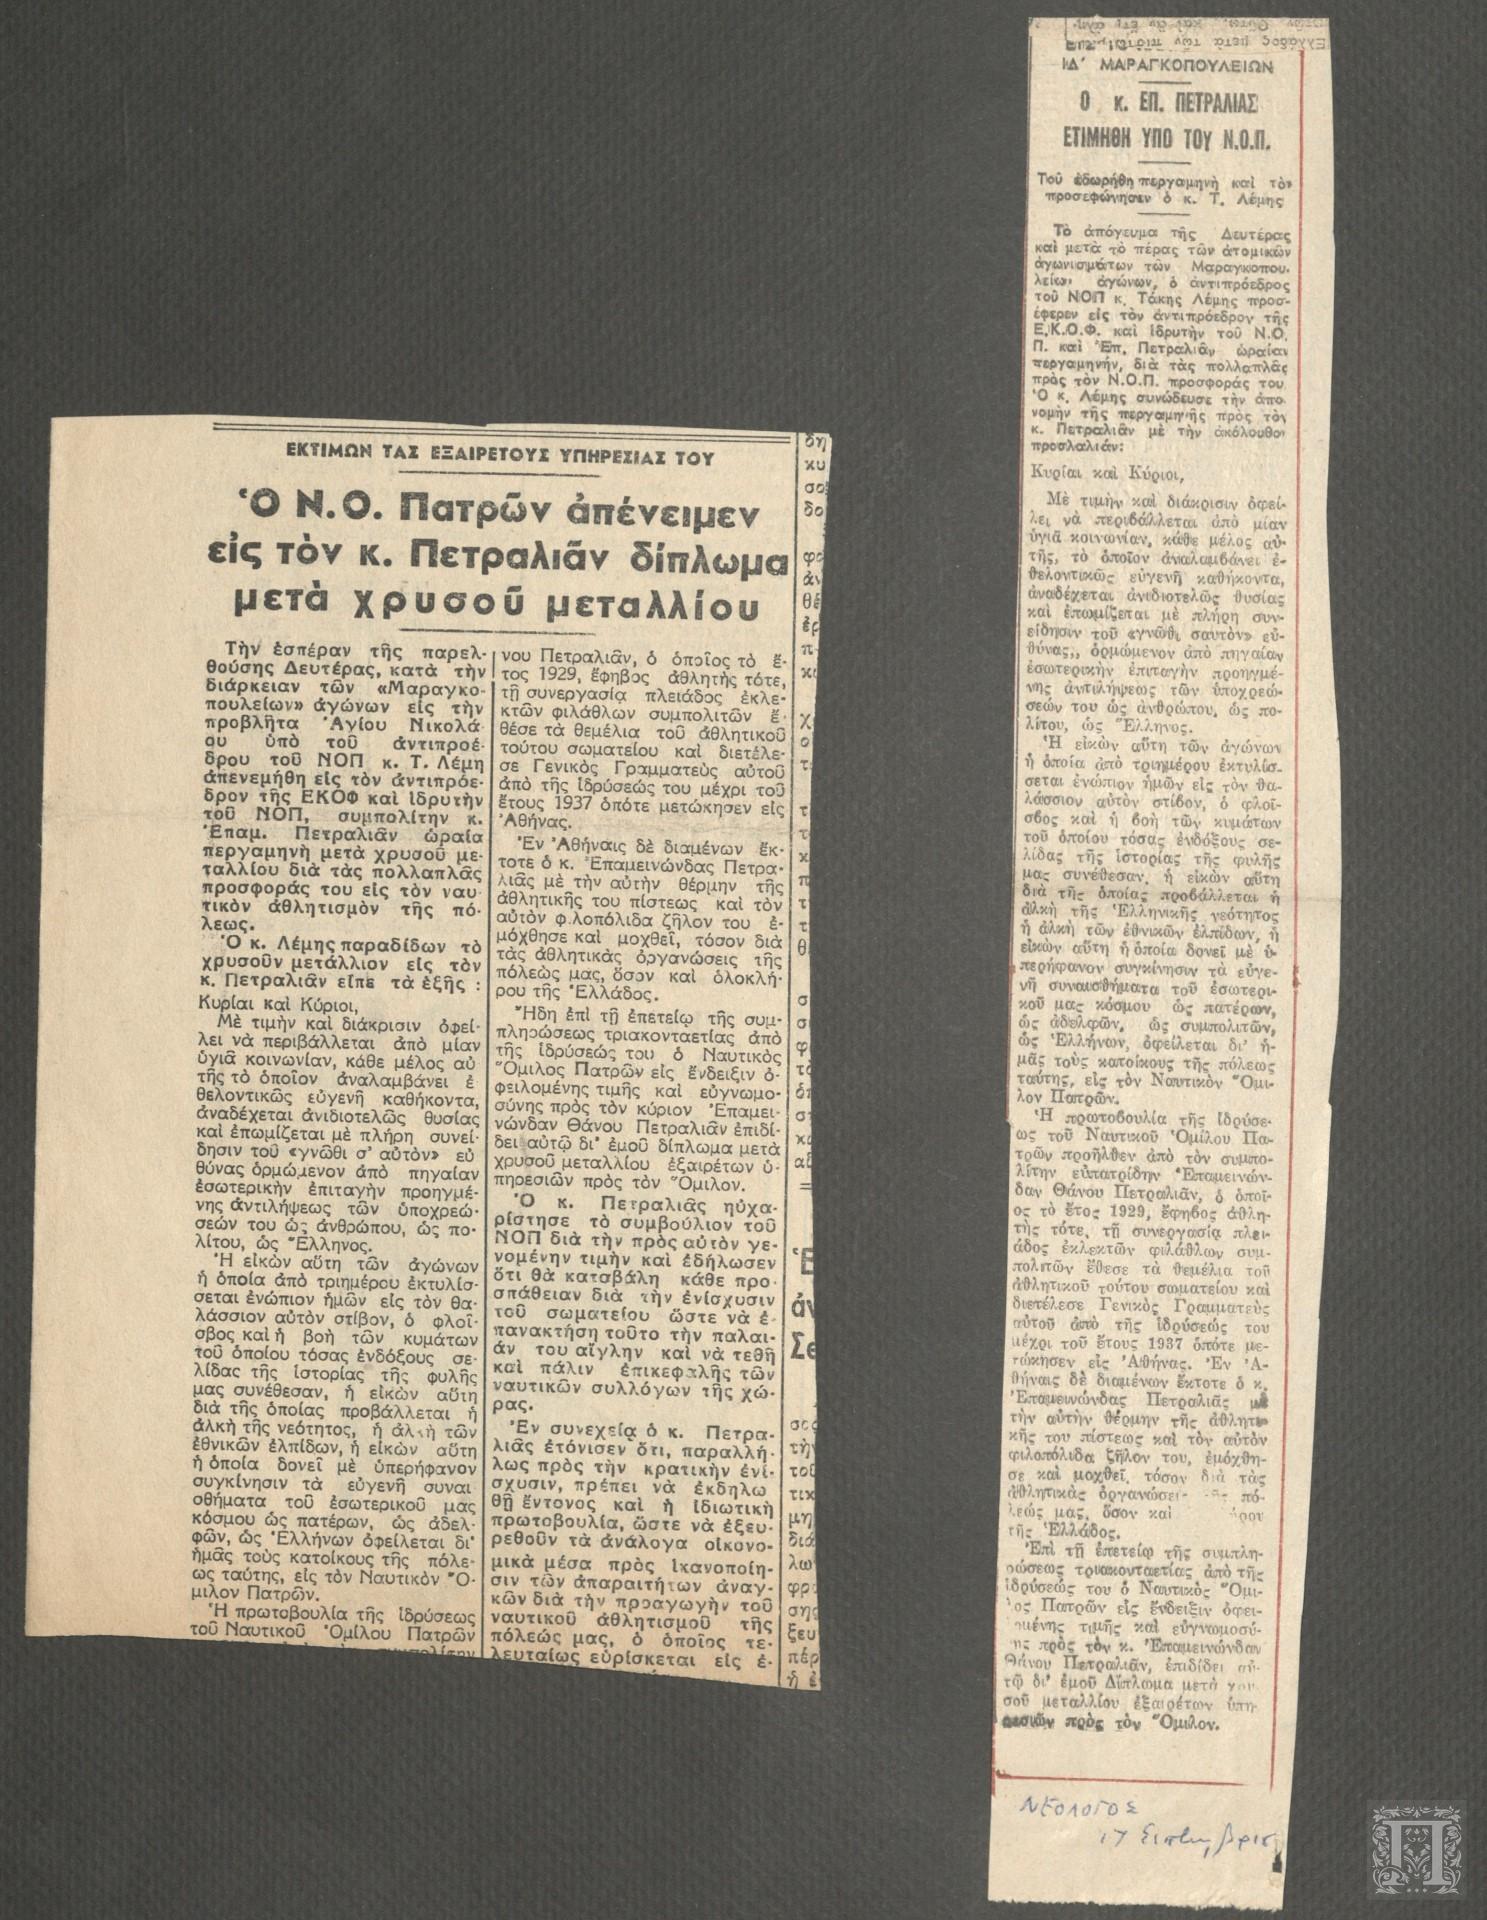 ΕΚΤΙΜΩΝ ΤΑΣ ΕΞΑΙΡΕΤΟΥΣ ΥΠΗΡΕΣΙΑΣ ΤΟΥ
Ὁ Ν.Ο. Πατρῶν ἀπένειμεν
εἰς τὸν κ. Πετραλιᾶν δίπλωμα
μετὰ χρυσοῦ μεταλλίου
Τὴν ἑσπέραν τῆς παρελ-
θούσης Δευτέρας, κατὰ τὴν
διάρκειαν τῶν «Μαραγκο-
πουλείων» ἀγώνων εἰς τὴν
προβλῆτα Ἁγίου Νικολά-
ου ὑπὸ τοῦ ἀντιπροέ-
δρου τοῦ ΝΟΠ κ. Τ. Λέμη
ἀπενεμήθη εἰς τὸν ἀντιπρόε-
δρον τῆς ΕΚΟΦ καὶ ἱδρυτὴν
τοῦ ΝΟΠ, συμπολίτην κ.
Ἐπαμ. Πετραλιᾶν ὡραία
περγαμηνὴ μετὰ χρυσοῦ με-
ταλλίου διὰ τὰς πολλαπλᾶς
προσφοράς του εἰς τὸν ναυ-
τικὸν ἀθλητισμὸν τῆς πό-
λεως.
Ὁ κ. Λέμης παραδίδων τὸ
χρυσοῦν μετάλλιον εἰς τὸν
κ. Πετραλιᾶν εἶπε τὰ ἑξῆς :
Κυρίαι καὶ Κύριοι,
Μὲ τιμὴν καὶ διάκρισιν ὀφεί-
λει νὰ περιβάλλεται ἀπὸ μίαν
ὑγιᾶ κοινωνίαν, κάθε μέλος αὐ
τῆς τὸ ὁποῖον ἀναλαμβάνει ἐ
θελοντικῶς εὐγενῆ καθήκοντα,
ἀναδέχεται ἀνιδιοτελῶς θυσίας
καὶ ἐπωμίζεται μὲ πλήρη συνεί-
δησιν τοῦ «γνῶθι σ' αὐτὸν» εὐ
θύνας ὁρμώμενον ἀπὸ πηγαίαν
ἐσωτερικὴν ἐπιταγὴν προηγμέ-
νης ἀντιλήψεως τῶν ὑποχρεώ-
σεών του ὡς ἀνθρώπου, ὡς πο-
λίτου, ὡς Ἕλληνος.
Ἡ εἰκὼν αὕτη τῶν ἀγώνων
ἡ ὁποία ἀπὸ τριημέρου ἐκτυλίσ-
σεται ἐνώπιον ἡμῶν εἰς τὸν θα-
λάσσιον αὐτὸν στίβον, ὁ φλοῖ-
σβος καὶ ἡ βοὴ τῶν κυμάτων
τοῦ ὁποίου τόσας ἐνδόξους σε-
λίδας τῆς ἱστορίας τῆς φυλῆς
μας συνέθεσαν, ἡ εἰκὼν αὕτη
διὰ τῆς ὁποίας προβάλλεται ἡ
ἀλκὴ τῆς νεότητος, ἡ ἀλκὴ τῶν
ἐθνικῶν ἐλπίδων, ἡ εἰκὼν αὕτη
ἡ ὁποία δονεῖ μὲ ὑπερήφανον
συγκίνησιν τὰ εὐγενῆ συναι-
σθήματα τοῦ ἐσωτερικοῦ μας
κόσμου ὡς πατέρων, ὡς ἀδελ-
φῶν, ὡς Ἑλλήνων ὀφείλεται δι'
ἡμᾶς τοὺς κατοίκους τῆς πόλε-
ως ταύτης, εἰς τὸν Ναυτικὸν Ὅ-
μιλον Πατρῶν.
Ἡ πρωτοβουλία τῆς ἱδρύσεως
τοῦ Ναυτικοῦ Ὁμίλου Πατρῶν
νου Πετραλιᾶν, ὁ ὁποῖος τὸ ἔ-
τος 1929, ἔφηβος ἀθλητὴς τότε,
τῇ συνεργασίᾳ πλειάδος ἐκλε-
κτῶν φιλάθλων συμπολιτῶν ἔ-
θεσε τὰ θεμέλια τοῦ ἀθλητικοῦ
τούτου σωματείου καὶ διετέλε-
σε Γενικὸς Γραμματεὺς αὐτοῦ
ἀπὸ τῆς ἱδρύσεώς του μέχρι τοῦ
ἔτους 1937 ὁπότε μετώκησεν εἰς
Ἀθήνας.
Ἐν Ἀθήναις δὲ διαμένων ἔκ-
τοτε ὁ κ. Ἐπαμεινώνδας Πετρα-
λιᾶς μὲ τὴν αὐτὴν θέρμην τῆς
ἀθλητικῆς του πίστεως καὶ τὸν
αὐτὸν φιλοπόλιδα ζῆλον του ἐ-
μόχθησε καὶ μοχθεῖ, τόσον διὰ
τὰς ἀθλητικὰς ὀργανώσεις τῆς
πόλεώς μας, ὅσον καὶ ὁλοκλή-
ρου τῆς Ἑλλάδος.
Ἤδη ἐπὶ τῇ ἐπετείῳ τῆς συμ-
πληρώσεως τριακονταετίας ἀπὸ
τῆς ἱδρύσεώς του ὁ Ναυτικὸς
Ὅμιλος Πατρῶν εἰς ἔνδειξιν ὀ-
φειλομένης τιμῆς καὶ εὐγνωμο-
σύνης πρὸς τὸν κύριον Ἐπαμει-
νώνδαν Θάνου Πετραλιᾶν ἐπιδί-
δει αὐτῷ δι' ἐμοῦ δίπλωμα μετὰ
χρυσοῦ μεταλλίου ἐξαιρέτων ὑ-
πηρεσιῶν πρὸς τὸν Ὅμιλον.
Ὁ κ. Πετραλιᾶς ηὐχα-
ρίστησε τὸ συμβούλιον τοῦ
ΝΟΠ διὰ τὴν πρὸς αὐτὸν γε-
νομένην τιμὴν καὶ ἐδήλωσεν
ὅτι θὰ καταβάλη κάθε προ-
σπάθειαν διὰ τὴν ἐνίσχυσιν
τοῦ σωματείου ὥστε νὰ ἐ-
πανακτήση τοῦτο τὴν παλαι-
άν του αἴγλην καὶ νὰ τεθῆ
καὶ πάλιν ἐπικεφαλῆς τῶν
ναυτικῶν συλλόγων τῆς χώ-
ρας.
Ἐν συνεχείᾳ ὁ κ. Πετρα-
λιᾶς ἐτόνισεν ὅτι, παραλλή-
λως πρὸς τὴν κρατικὴν ἐνί-
σχυσιν, πρέπει νὰ ἐκδηλω
θῆ ἔντονος καὶ ἡ ἰδιωτικὴ
πρωτοβουλία, ὥστε νὰ ἐξευ-
ρεθοῦν τὰ ἀνάλογα οἰκονο-
μικὰ μέσα πρὸς ἱκανοποίη-
σιν τῶν ἀπαραιτήτων ἀναγ-
κῶν διὰ τὴν προαγωγὴν τοῦ
ναυτικοῦ ἀθλητισμοῦ τῆς
πόλεώς μας, ὁ ὁποῖος τε-
λευταίως εὑρίσκεται εἰς ἐ-
ΙΔ' ΜΑΡΑΓΚΟΠΟΥΛΕΙΩΝ
Ο κ. ΕΠ. ΠΕΤΡΑΛΙΑΣ
ΕΤΙΜΗΘΗ ΥΠΟ ΤΟΥ Ν.Ο.Π.
Τοῦ ἐδωρήθη περγαμηνὴ καὶ τὸν
προσεφώνησεν ὁ κ. Τ. Λέμης
Τὸ ἀπόγευμα τῆς Δευτέρας
καὶ μετὰ τὸ πέρας τῶν ἀτομικῶν
ἀγωνισμάτων τῶν Μαραγκοπου-
λείων ἀγώνων, ὁ ἀντιπρόεδρος
τοῦ ΝΟΠ κ. Τάκης Λέμης προσ-
έφερεν εἰς τὸν ἀντιπρόεδρον τῆς
Ε.Κ.Ο.Φ. καὶ ἱδρυτὴν τοῦ Ν.Ο.
Π. καὶ Ἐπ. Πετραλιᾶν ὡραίαν
περγαμηνήν, διὰ τὰς πολλαπλᾶς
πρὸς τὸν Ν.Ο.Π. προσφοράς του
Ὁ κ. Λέμης συνώδευσε τὴν ἀπο-
νομὴν τῆς περγαμηνῆς πρὸς τὸν
κ. Πετραλιᾶν μὲ τὴν ἀκόλουθον
προσλαλιάν:
Κυρίαι καὶ Κύριοι,
Μὲ τιμὴν καὶ διάκρισιν ὀφεί-
λει νὰ περιβάλλεται ἀπὸ μίαν
ὑγιᾶ κοινωνίαν, κάθε μέλος αὐ-
τῆς, τὸ ὁποῖον ἀναλαμβάνει ἐ-
θελοντικῶς εὐγενῆ καθήκοντα,
ἀναδέχεται ἀνιδιοτελῶς θυσίας
καὶ ἐπωμίζεται μὲ πλήρη συν-
είδησιν τοῦ «γνῶθι σαυτὸν» εὐ-
θύνας,, ὁρμώμενον ἀπὸ πηγαίαν
ἐσωτερικὴν ἐπιταγὴν προηγμέ-
νης ἀντιλήψεως τῶν ὑποχρεώ-
σεών του ὡς ἀνθρώπου, ὡς πο-
λίτου, ὡς Ἕλληνος.
Ἡ εἰκὼν αὕτη τῶν ἀγώνων
ἡ ὁποία ἀπὸ τριημέρου ἐκτυλίσ-
σεται ἐνώπιον ἡμῶν εἰς τὸν θα-
λάσσιον αὐτὸν στίβον, ὁ φλοῖ-
σβος καὶ ἡ βοὴ τῶν κυμάτων
τοῦ ὁποίου τόσας ἐνδόξους σε-
λίδας τῆς ἱστορίας τῆς φυλῆς
μας συνέθεσαν, ἡ εἰκὼν αὕτη
διὰ τῆς ὁποίας προβάλλεται ἡ
ἀλκὴ τῆς Ἑλληνικῆς νεότητος
ἡ ἀλκὴ τῶν ἐθνικῶν ἐλπίδων, ἡ
εἰκὼν αὕτη ἡ ὁποία δονεῖ μὲ ὑ-
περήφανον συγκίνησιν τὰ εὐγε-
νῆ συναισθήματα τοῦ ἐσωτερι-
κοῦ μας κόσμου ὡς πατέρων,
ὡς ἀδελφῶν, ὡς συμπολιτῶν,
ὡς Ἑλλήνων, ὀφείλεται δι' ἡ-
μᾶς τοὺς κατοίκους τῆς πόλεως
ταύτης, εἰς τὸν Ναυτικὸν Ὅμι-
λον Πατρῶν.
Ἡ πρωτοβουλία τῆς ἱδρύσε-
ως τοῦ Ναυτικοῦ Ὁμίλου Πα-
τρῶν προῆλθεν ἀπὸ τὸν συμπο-
λίτην εὐπατρίδην Ἐπαμεινών-
δαν Θάνου Πετραλιᾶν, ὁ ὁποῖ-
ος τὸ ἔτος 1929, ἔφηβος ἀθλη-
τὴς τότε, τῇ συνεργασίᾳ πλει-
άδος ἐκλεκτῶν φιλάθλων συμ-
πολιτῶν ἔθεσε τὰ θεμέλια τοῦ
ἀθλητικοῦ τούτου σωματείου καὶ
διετέλεσε Γενικὸς Γραμματεὺς
αὐτοῦ ἀπὸ τῆς ἱδρύσεώς του
μέχρι τοῦ ἔτους 1937 ὁπότε με-
τώκησεν εἰς Ἀθήνας. Ἐν Ἀ-
θήναις δὲ διαμένων ἔκτοτε ὁ κ.
Ἐπαμεινώνδας Πετραλιᾶς μὲ
τὴν αὐτὴν θέρμην τῆς ἀθλητι-
κῆς του πίστεως καὶ τὸν αὐτὸν
φιλοπόλιδα ζῆλον του, ἐμόχθη-
σε καὶ μοχθεῖ, τόσον διὰ τὰς
ἀθλητικὰς ὀργανώσει τῆς πό-
λεώς μας, ὅσον καὶ ήρου
τῆς Ἑλλάδος.
Ἐπὶ τῇ ἐπετείῳ τῆς συμπλη-
ρώσεως τριακονταετίας ἀπὸ τῆς
ἱδρύσεώς του ὁ Ναυτικὸς Ὅμι-
λος Πατρῶν εἰς ἔνδειξιν ὀφει-
λομένης τιμῆς καὶ εὐγνωμοσύ-
νης πρὸς τὸν κ. Ἐπαμεινώνδαν
Θάνου Πετραλιᾶν, ἐπιδίδει αὐ-
τῷ δι' ἐμοῦ Δίπλωμα μετὰ χρυ-
σοῦ μεταλλίου ἐξαιρέτων ὑπη-
ρεσιῶν πρὸς τὸν Ὅμιλον.
ΝΕΟΛΟΓΟΣ
17 Σεπτεμβρίου